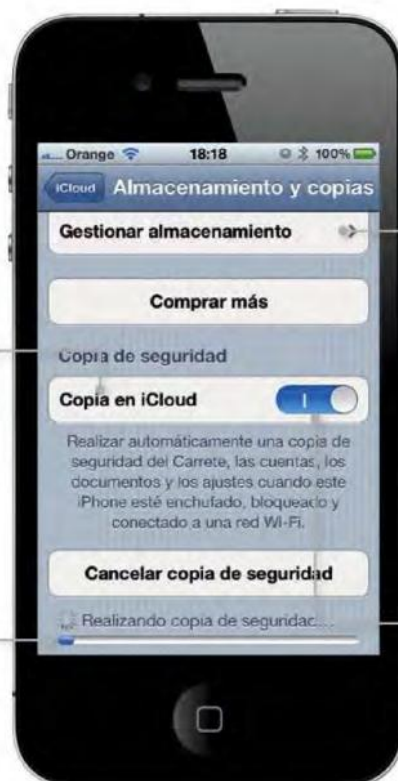 Orange 18:18 100%
iCloud Almacenamiento y copias
Gestionar almacenamiento
Comprar más
Copia de seguridad
Copia en iCloud
Realizar automáticamente una copia de
seguridad del Carrete, las cuentas, los
documentos y los ajustes cuando este
iPhone esté enchufado, bloqueado y
conectado a una red Wi-Fi.
Cancelar copia de seguridad
Realizando copia de seguridad...